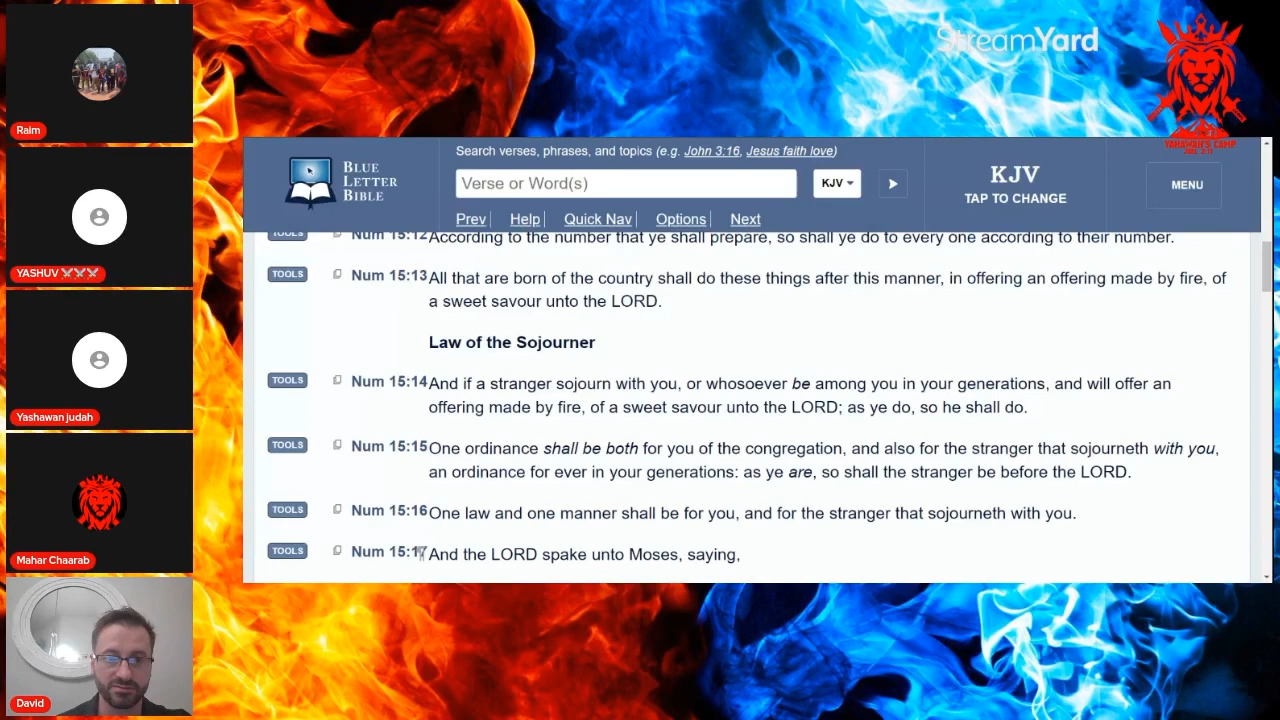 StreamYard
YAHAWAH'S CAMP
Raim
YASHUV ⚔⚔⚔
Yashawan judah
Mahar Chaarab
David
BLUE
LETTER
BIBLE
Search verses, phrases, and topics (e.g. John 3:16, Jesus faith love)
Verse or Word(s)
KJV
Prev Help Quick Nav Options Next
KJV
TAP TO CHANGE
MENU
TOOLS Num 15:12 According to the number that ye shall prepare, so shall ye do to every one according to their number.
TOOLS Num 15:13 All that are born of the country shall do these things after this manner, in offering an offering made by fire, of
a sweet savour unto the LORD.
Law of the Sojourner
TOOLS Num 15:14 And if a stranger sojourn with you, or whosoever be among you in your generations, and will offer an
offering made by fire, of a sweet savour unto the LORD; as ye do, so he shall do.
TOOLS Num 15:15 One ordinance shall be both for you of the congregation, and also for the stranger that sojourneth with you,
an ordinance for ever in your generations: as ye are, so shall the stranger be before the LORD.
TOOLS Num 15:16 One law and one manner shall be for you, and for the stranger that sojourneth with you.
TOOLS Num 15:17 ¶ And the LORD spake unto Moses, saying,